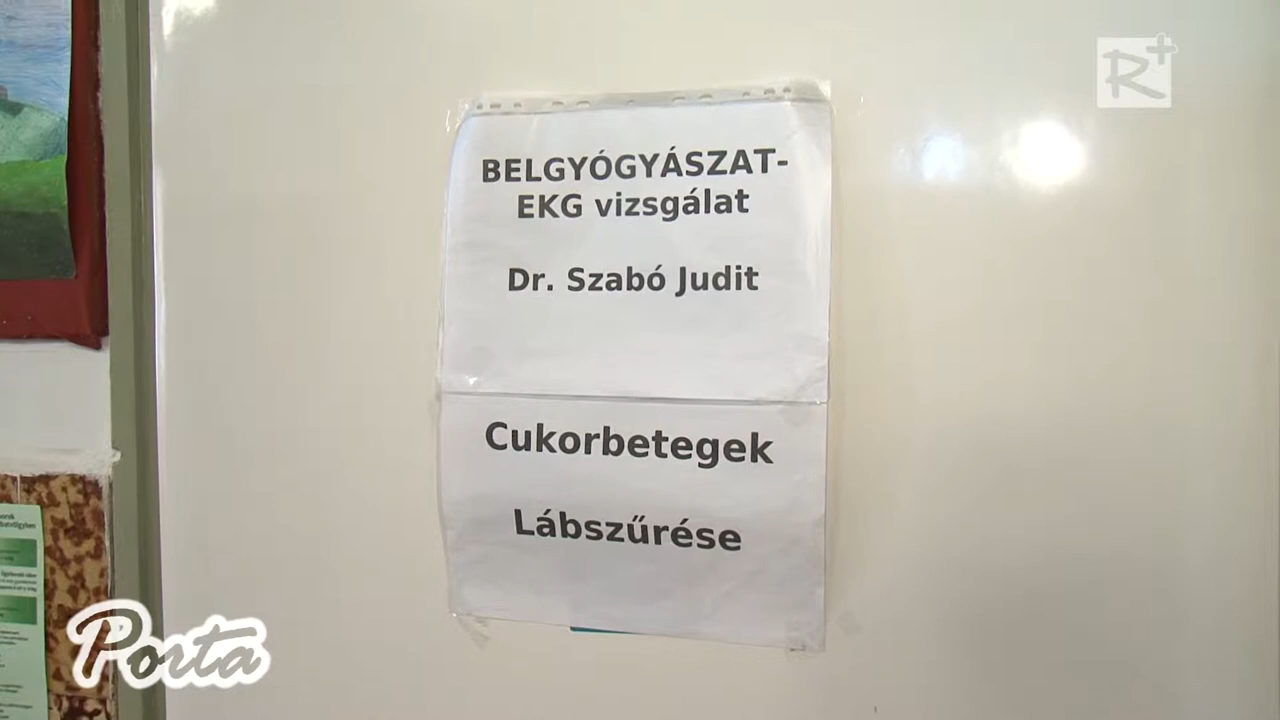 R+
BELGYÓGYÁSZAT-
EKG vizsgálat
Dr. Szabó Judit
Cukorbetegek
Lábszűrése
Porta